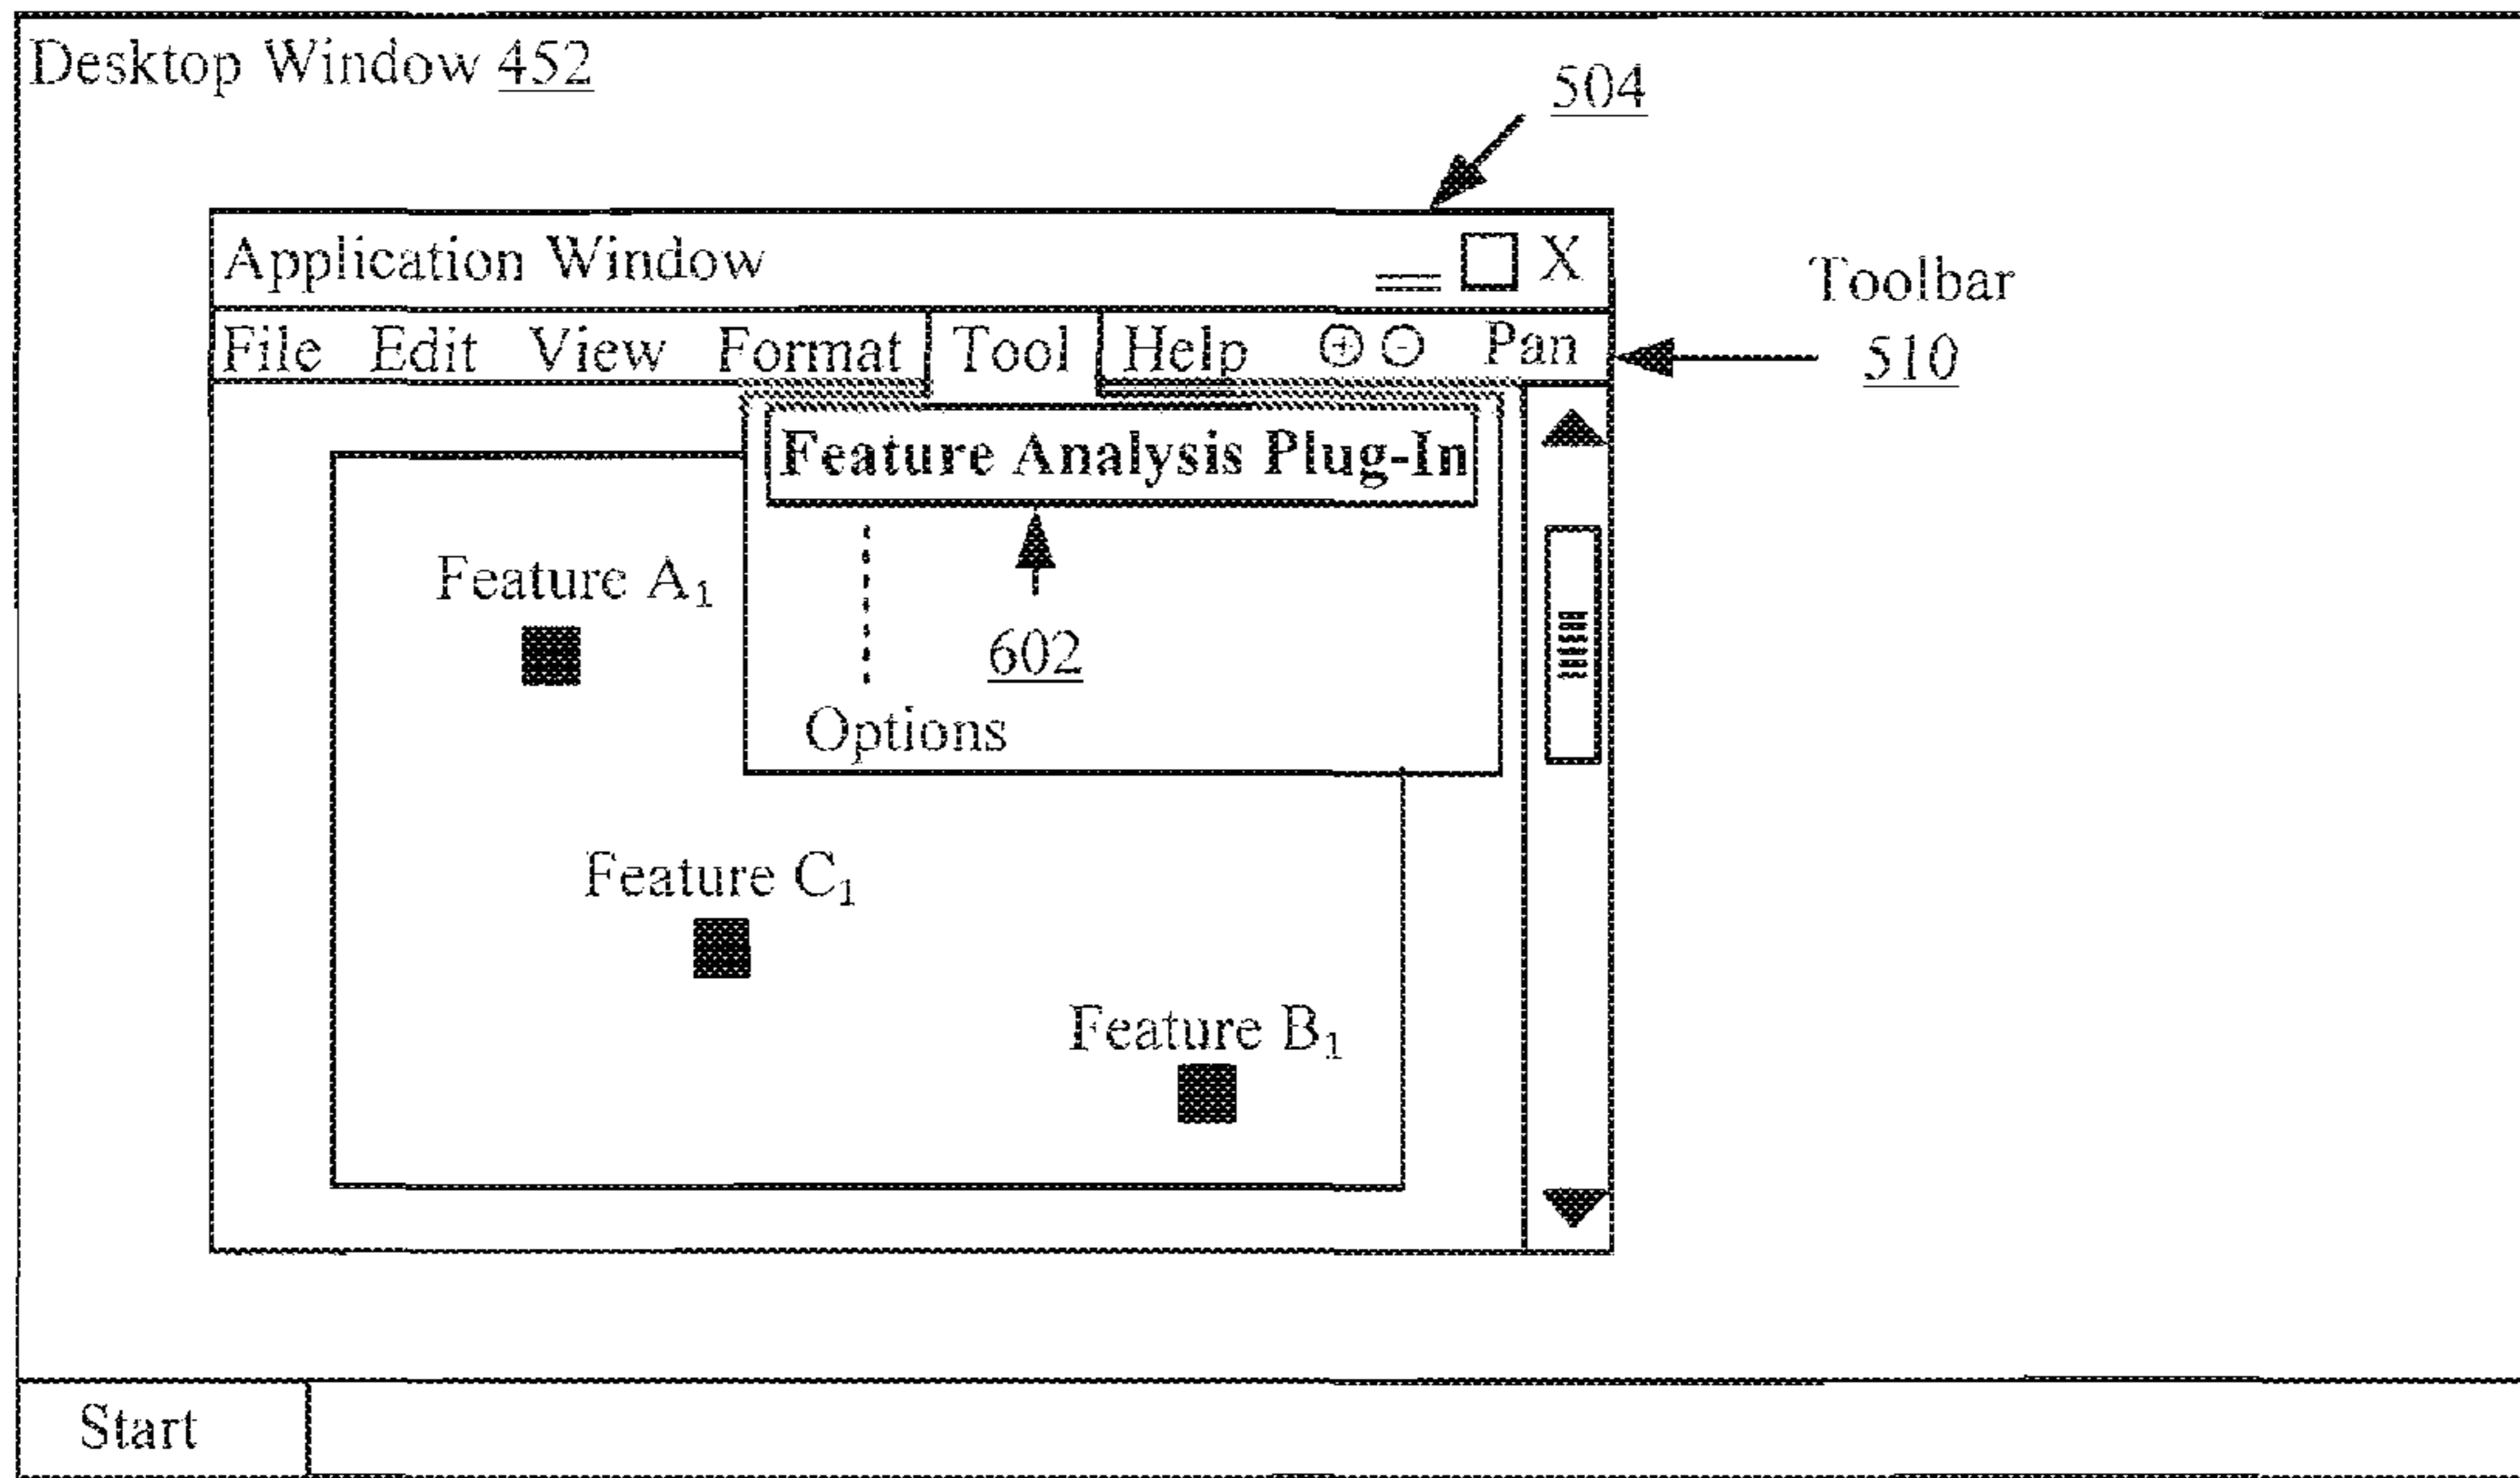 Desktop Window 452
504
Application Window X
Toolbar
510
File Edit View Format Tool Help + - Pan
Feature Analysis Plug-In
Feature A₁
602
Options
Feature C₁
Feature B₁
Start